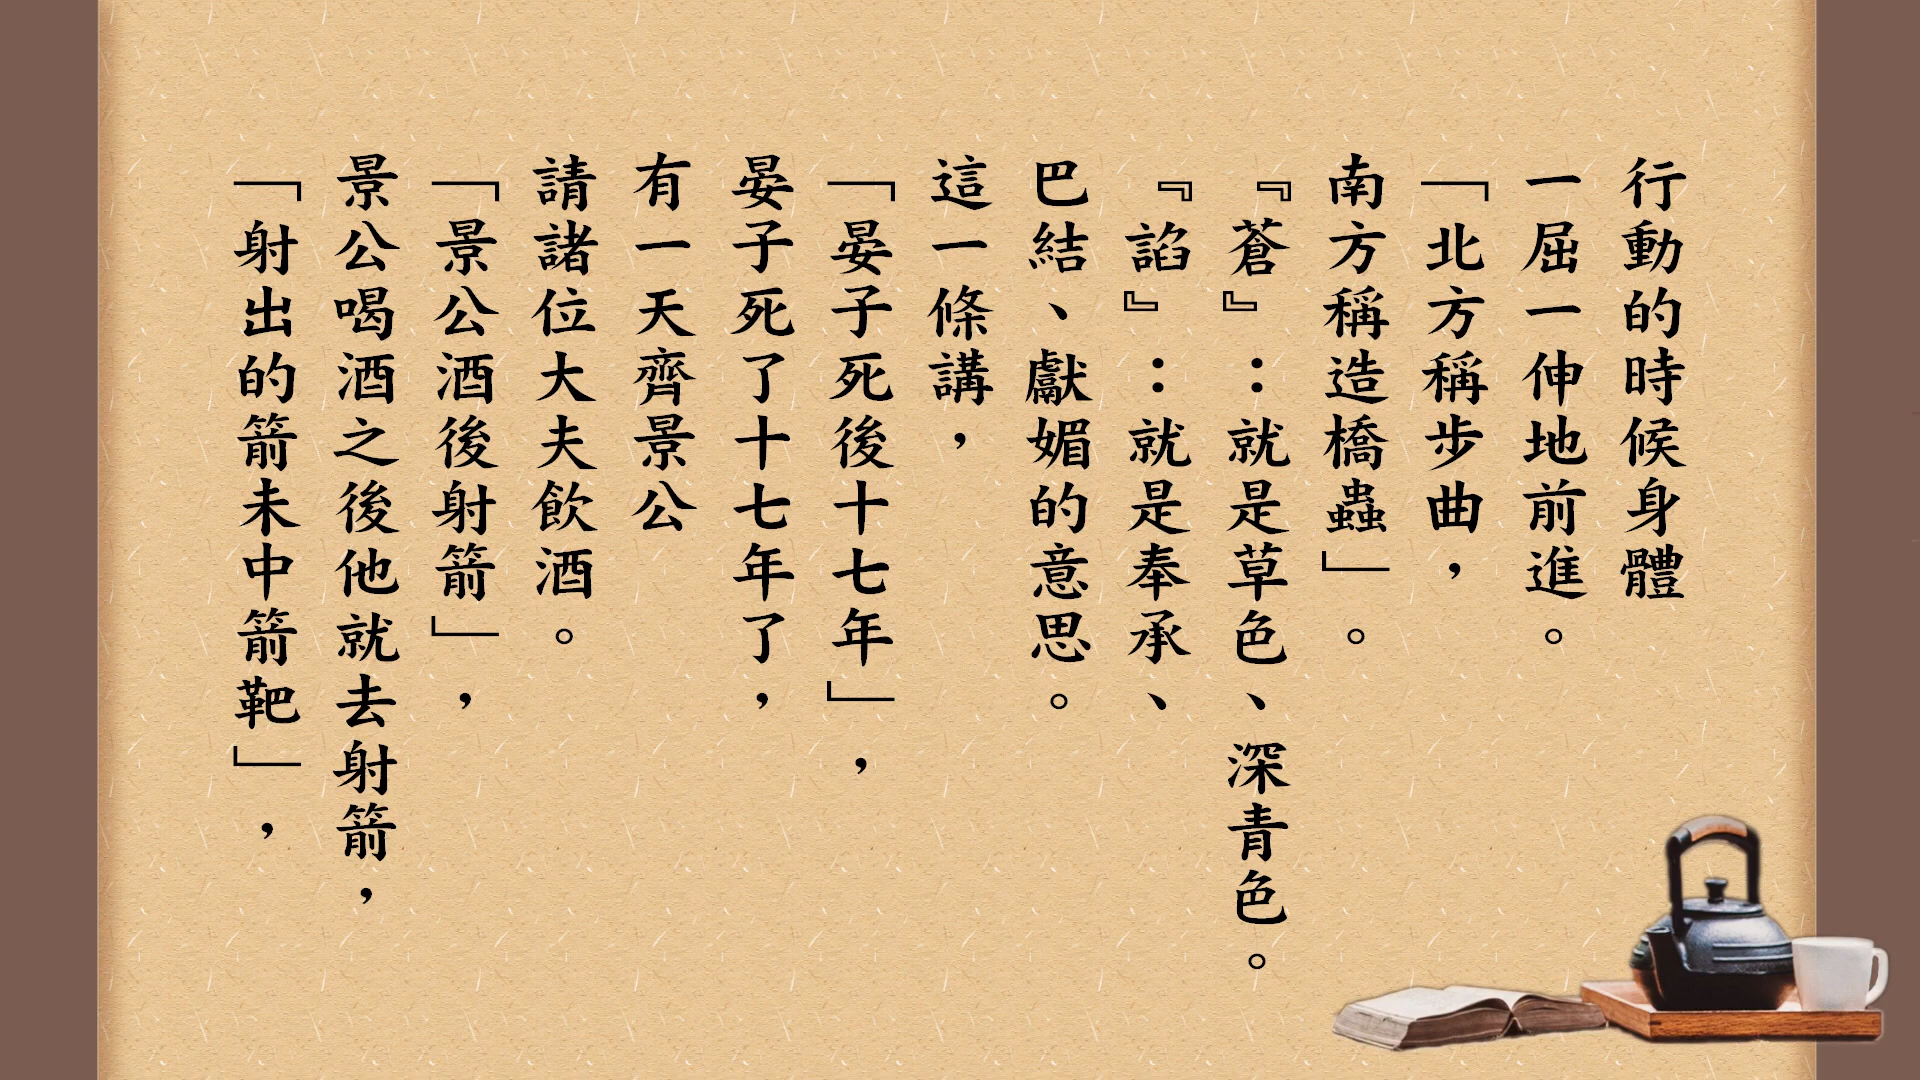 行動的時候身體
一屈一伸地前進。
「北方稱步曲，
南方稱造橋蟲」。
『蒼』：就是草色、深青色。
『諂』：就是奉承、
巴結、獻媚的意思。
這一條講，
「晏子死後十七年」，
晏子死了十七年了，
有一天齊景公
請諸位大夫飲酒。
「景公酒後射箭」，
景公喝酒之後他就去射箭，
「射出的箭未中箭靶」，